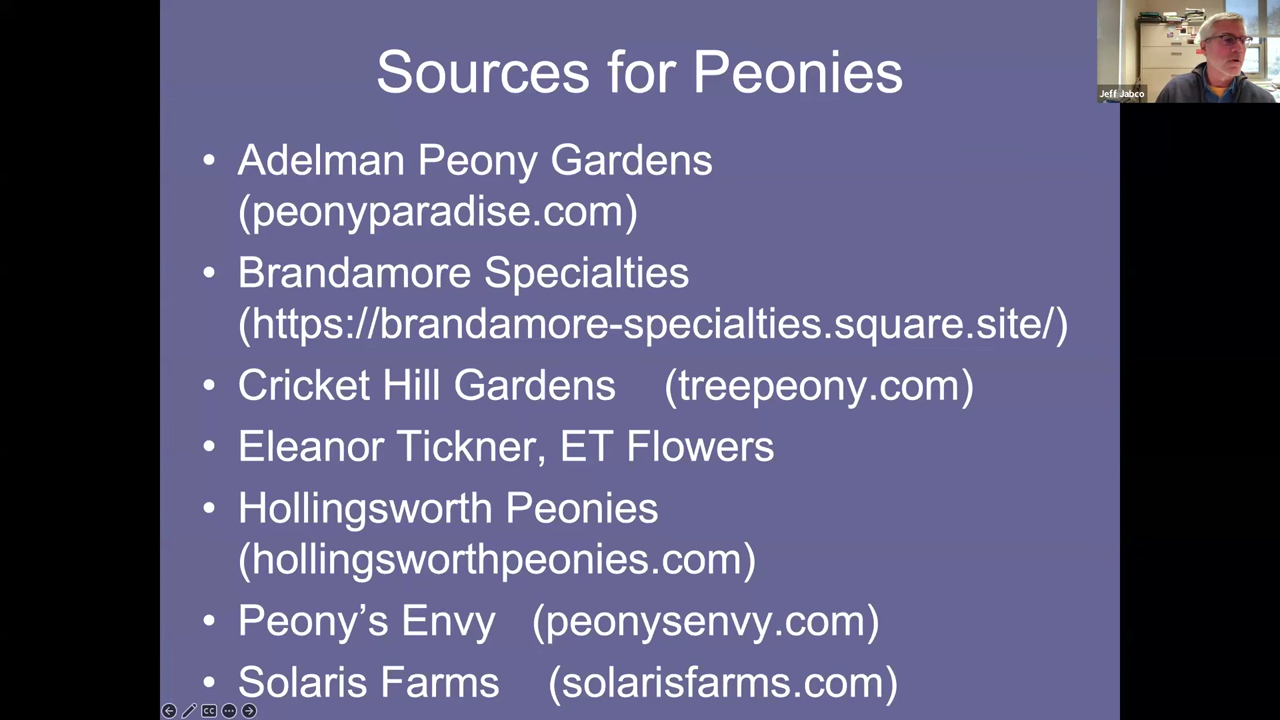 Sources for Peonies
Jeff Jabco
• Adelman Peony Gardens
(peonyparadise.com)
• Brandamore Specialties
(https://brandamore-specialties.square.site/)
• Cricket Hill Gardens (treepeony.com)
• Eleanor Tickner, ET Flowers
• Hollingsworth Peonies
(hollingsworthpeonies.com)
• Peony’s Envy (peonysenvy.com)
• Solaris Farms (solarisfarms.com)
CC